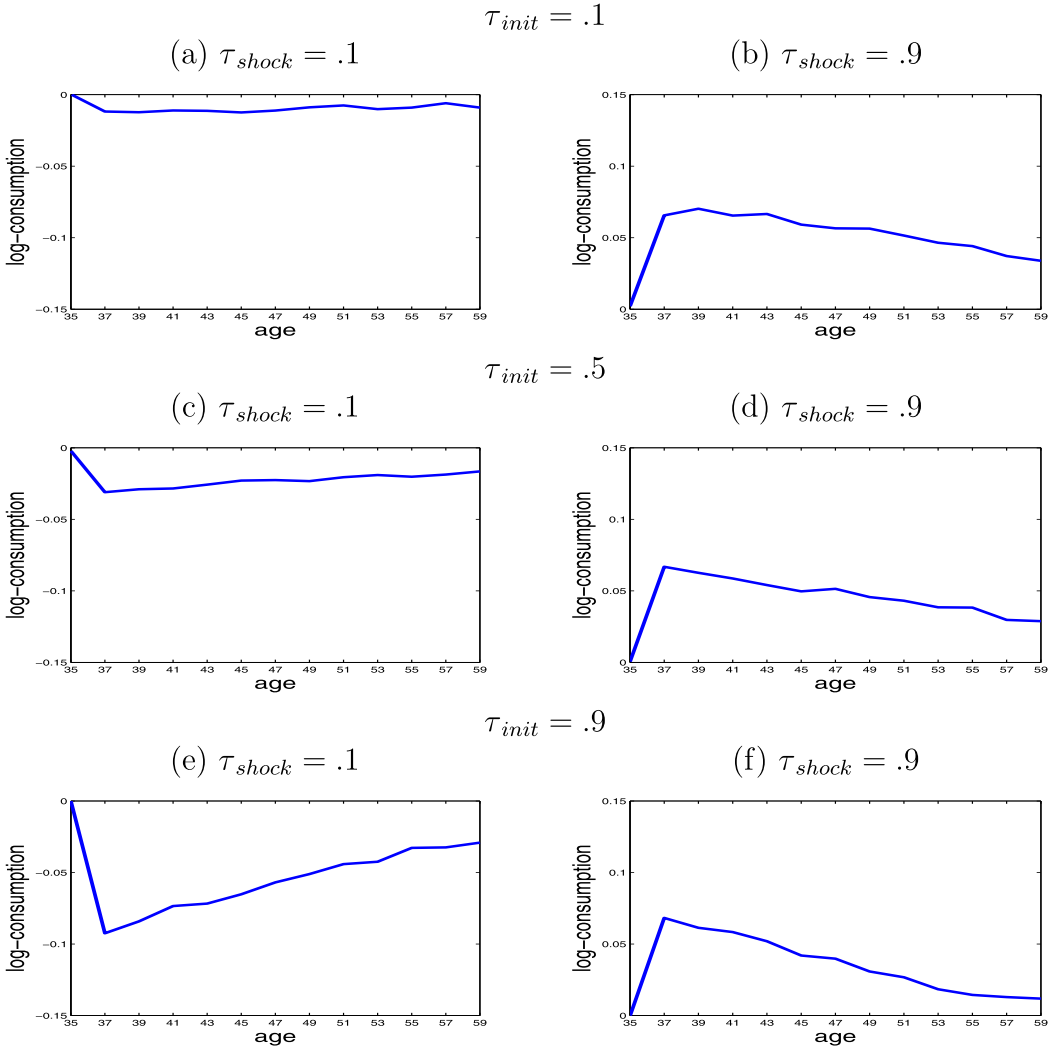 τ_init = .1
(a) τ_shock = .1
(b) τ_shock = .9
0
−0.05
−0.1
−0.15
log−consumption
35 37 39 41 43 45 47 49 51 53 55 57 59
age
0.15
0.1
0.05
0
log−consumption
35 37 39 41 43 45 47 49 51 53 55 57 59
age
τ_init = .5
(c) τ_shock = .1
(d) τ_shock = .9
0
−0.05
−0.1
−0.15
log−consumption
35 37 39 41 43 45 47 49 51 53 55 57 59
age
0.15
0.1
0.05
0
log−consumption
35 37 39 41 43 45 47 49 51 53 55 57 59
age
τ_init = .9
(e) τ_shock = .1
(f) τ_shock = .9
0
−0.05
−0.1
−0.15
log−consumption
35 37 39 41 43 45 47 49 51 53 55 57 59
age
0.15
0.1
0.05
0
log−consumption
35 37 39 41 43 45 47 49 51 53 55 57 59
age